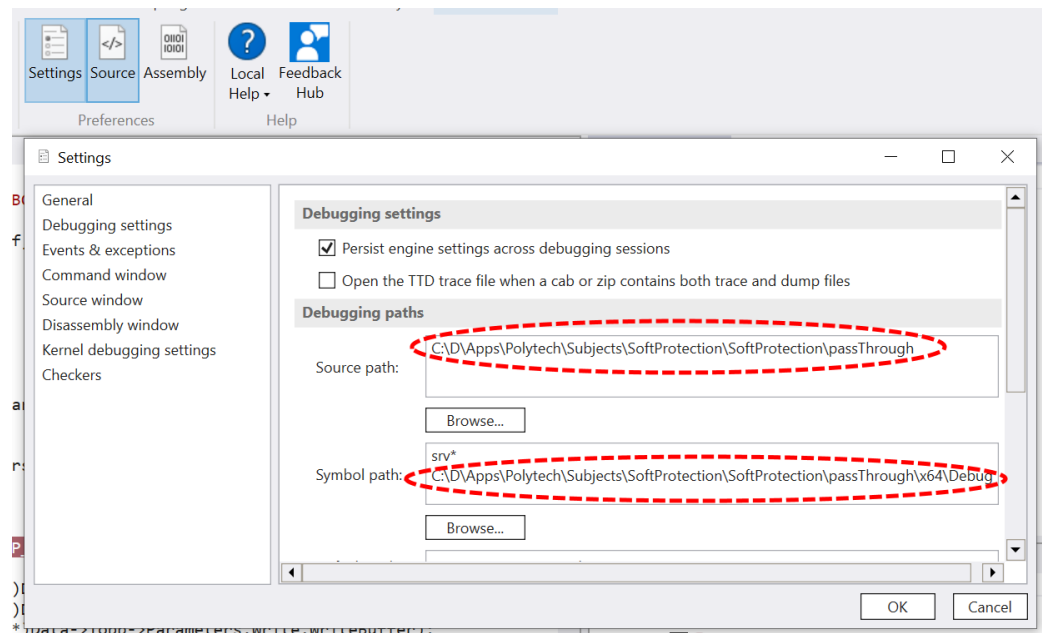 Settings Source Assembly Local Help Feedback Hub
Preferences Help
Settings
General
Debugging settings
Events & exceptions
Command window
Source window
Disassembly window
Kernel debugging settings
Checkers
Debugging settings
Persist engine settings across debugging sessions
Open the TTD trace file when a cab or zip contains both trace and dump files
Debugging paths
Source path:
C:\D\Apps\Polytech\Subjects\SoftProtection\SoftProtection\passThrough
Browse...
Symbol path:
srv*
C:\D\Apps\Polytech\Subjects\SoftProtection\SoftProtection\passThrough\x64\Debug
Browse...
OK Cancel